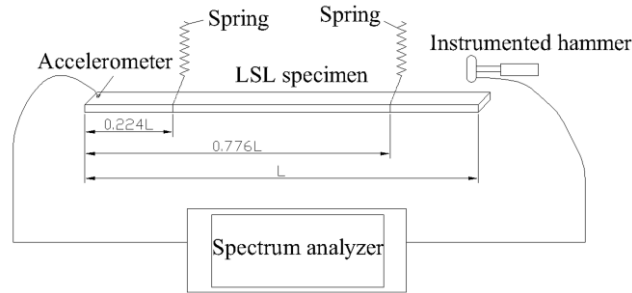 Spring
Spring
Instrumented hammer
Accelerometer
LSL specimen
0.224L
0.776L
L
Spectrum analyzer